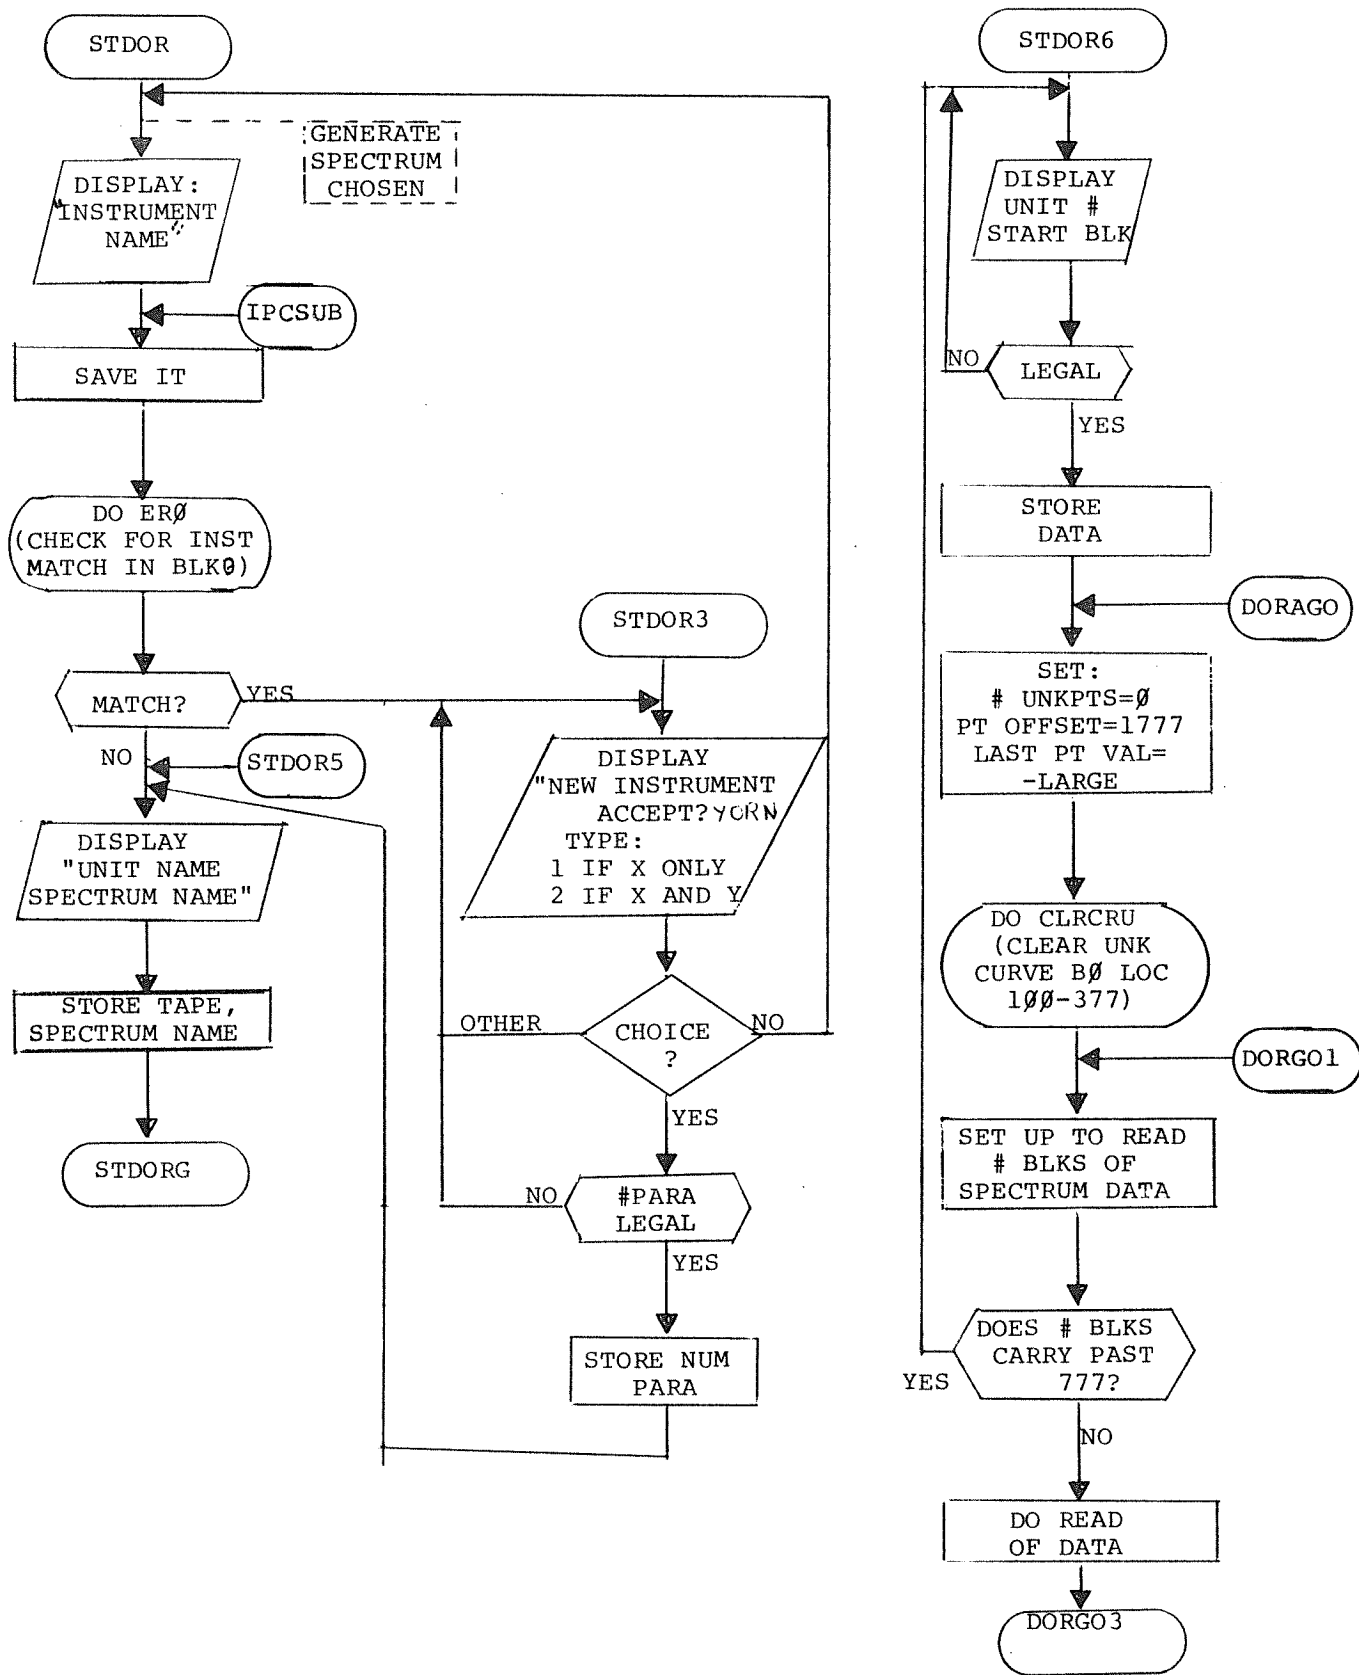 STDOR
GENERATE
SPECTRUM
CHOSEN
DISPLAY:
"INSTRUMENT
NAME"
IPCSUB
SAVE IT
DO ERØ
(CHECK FOR INST
MATCH IN BLKØ)
MATCH?
YES
NO
STDOR5
DISPLAY
"UNIT NAME
SPECTRUM NAME"
STORE TAPE,
SPECTRUM NAME
STDORG
STDOR3
DISPLAY
"NEW INSTRUMENT
ACCEPT? YORN
TYPE:
1 IF X ONLY
2 IF X AND Y
OTHER
CHOICE
?
NO
YES
NO
#PARA
LEGAL
YES
STORE NUM
PARA
STDOR6
DISPLAY
UNIT #
START BLK
NO
LEGAL
YES
STORE
DATA
DORAGO
SET:
# UNKPTS=Ø
PT OFFSET=1777
LAST PT VAL=
-LARGE
DO CLRCRU
(CLEAR UNK
CURVE BØ LOC
1ØØ-377)
DORGO1
SET UP TO READ
# BLKS OF
SPECTRUM DATA
DOES # BLKS
CARRY PAST
777?
YES
NO
DO READ
OF DATA
DORGO3